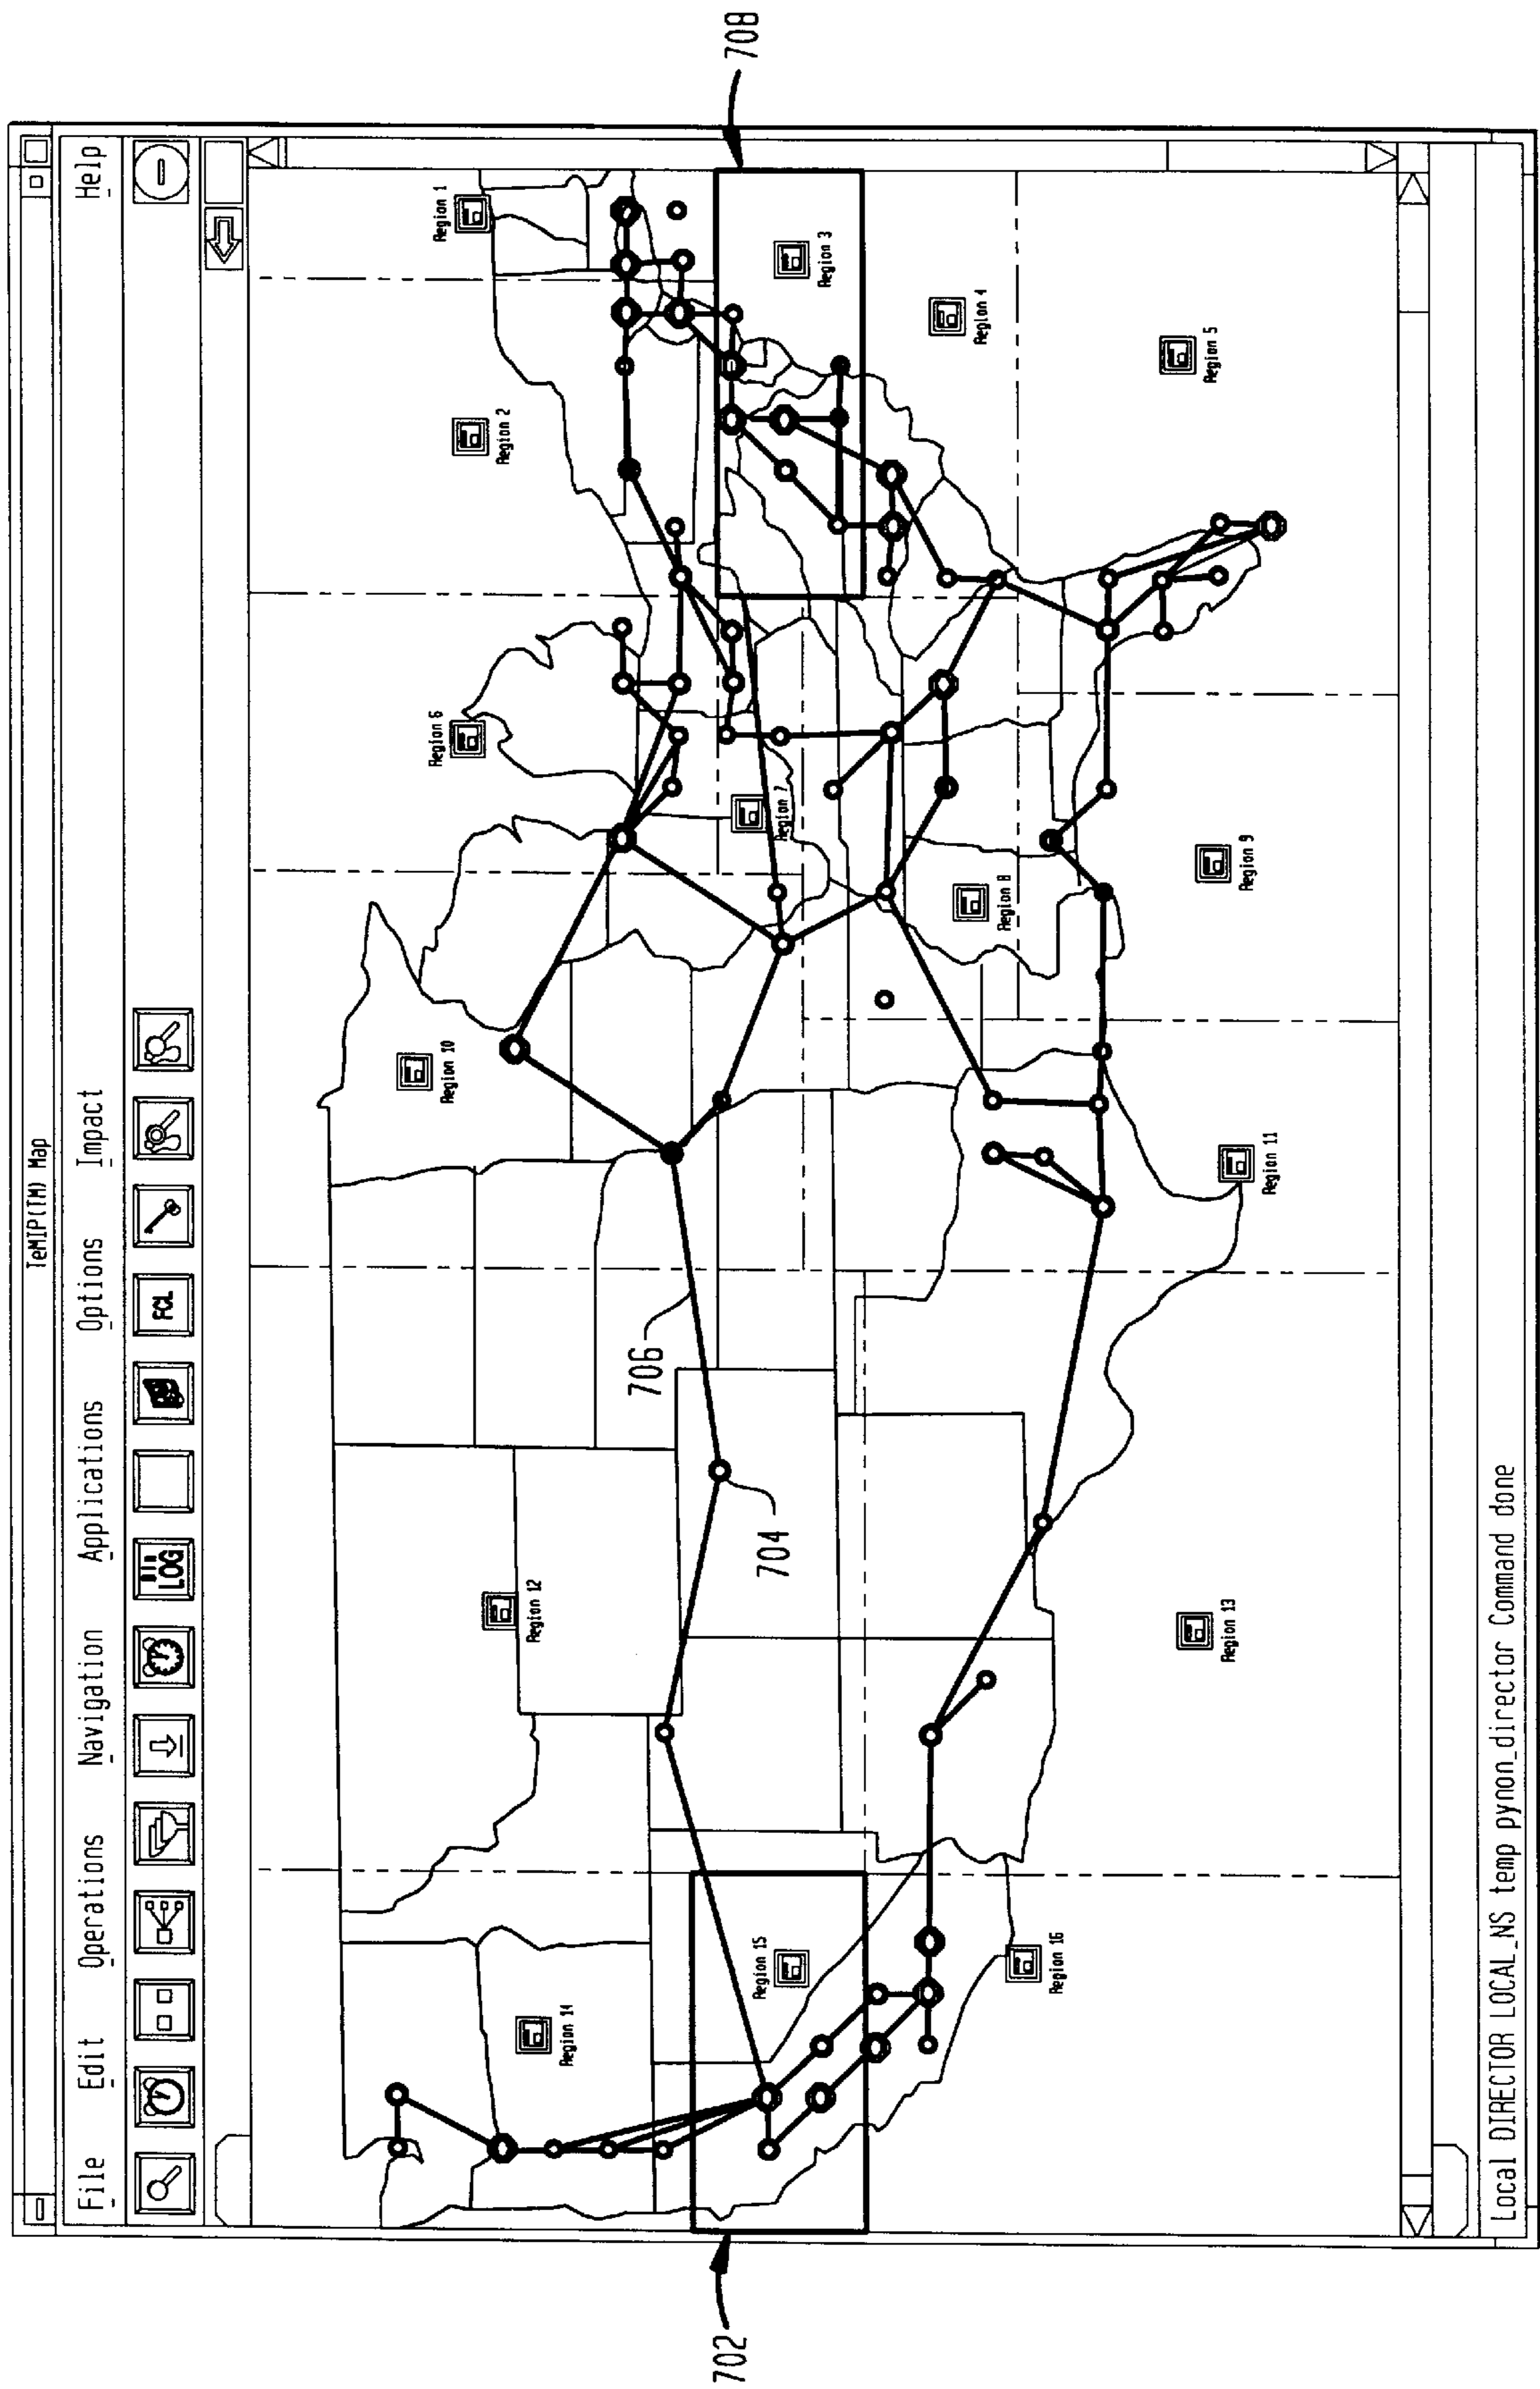 TeMIP(TM) Map
File Edit Operations Navigation Applications Options Impact Help
LOG
FCL
Region 1
Region 2
Region 6
Region 10
Region 12
Region 14
Region 3
708
Region 7
706
704
Region 15
702
Region 4
Region 8
Region 16
Region 5
Region 9
Region 11
Region 13
Local DIRECTOR LOCAL_NS temp pynon_director Command done